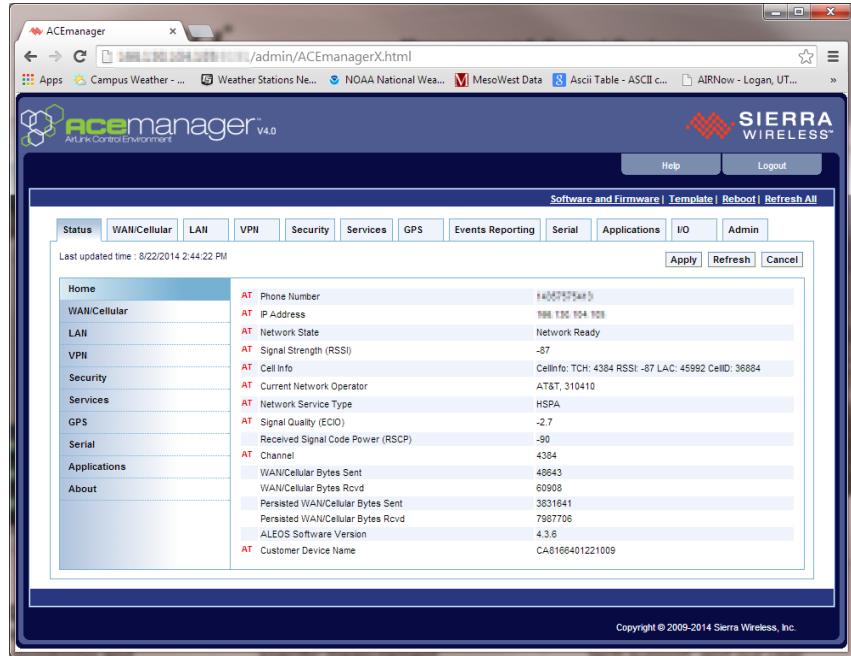 ACEmanager
/admin/ACEmanagerX.html
Apps Campus Weather - ... Weather Stations Ne... NOAA National Wea... MesoWest Data Ascii Table - ASCII c... AIRNow - Logan, UT... »
ACEmanager™ V4.0
AirLink Control Environment
SIERRA
WIRELESS™
Help Logout
Software and Firmware | Template | Reboot | Refresh All
Status WAN/Cellular LAN VPN Security Services GPS Events Reporting Serial Applications I/O Admin
Last updated time : 8/22/2014 2:44:22 PM Apply Refresh Cancel
Home
WAN/Cellular
LAN
VPN
Security
Services
GPS
Serial
Applications
About
AT Phone Number
AT IP Address
AT Network State Network Ready
AT Signal Strength (RSSI) -87
AT Cell Info CellInfo: TCH: 4384 RSSI: -87 LAC: 45992 CellID: 36884
AT Current Network Operator AT&T, 310410
AT Network Service Type HSPA
AT Signal Quality (ECIO) -2.7
Received Signal Code Power (RSCP) -90
AT Channel 4384
WAN/Cellular Bytes Sent 48643
WAN/Cellular Bytes Rcvd 60908
Persisted WAN/Cellular Bytes Sent 3831641
Persisted WAN/Cellular Bytes Rcvd 7987706
ALEOS Software Version 4.3.6
AT Customer Device Name CA8166401221009
Copyright © 2009-2014 Sierra Wireless, Inc.